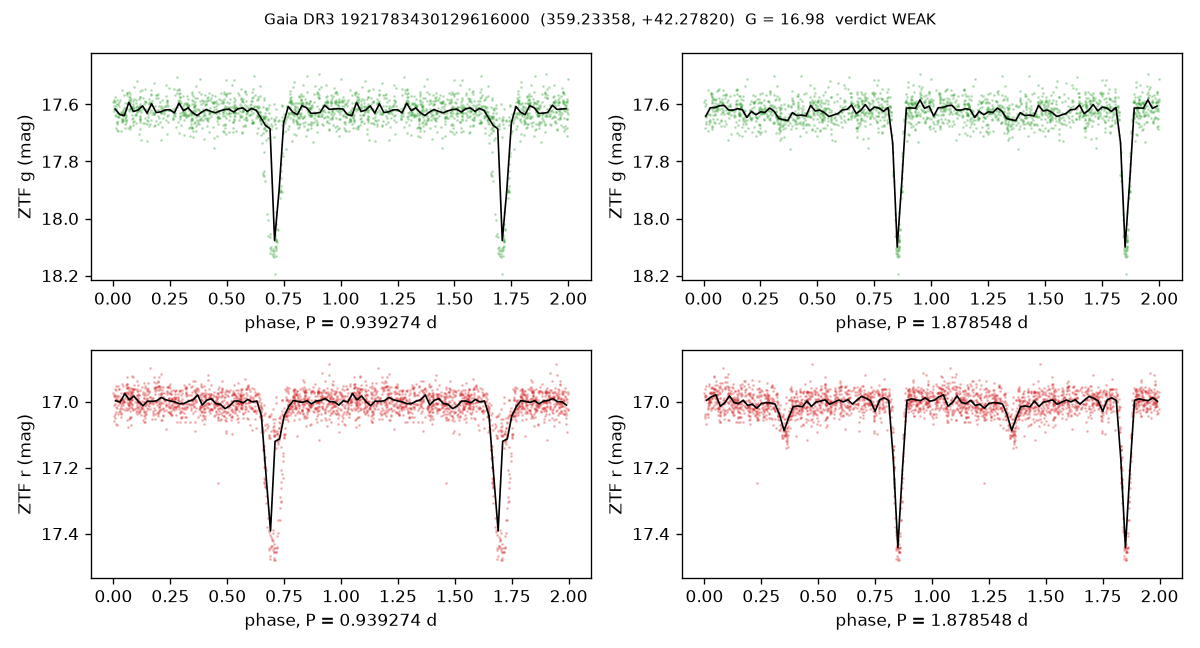 Gaia DR3 1921783430129616000 (359.23358, +42.27820) G = 16.98 verdict WEAK
ZTF g (mag)
17.6
17.8
18.0
18.2
0.00 0.25 0.50 0.75 1.00 1.25 1.50 1.75 2.00
phase, P = 0.939274 d
ZTF g (mag)
17.6
17.8
18.0
18.2
0.00 0.25 0.50 0.75 1.00 1.25 1.50 1.75 2.00
phase, P = 1.878548 d
ZTF r (mag)
17.0
17.2
17.4
0.00 0.25 0.50 0.75 1.00 1.25 1.50 1.75 2.00
phase, P = 0.939274 d
ZTF r (mag)
17.0
17.2
17.4
0.00 0.25 0.50 0.75 1.00 1.25 1.50 1.75 2.00
phase, P = 1.878548 d